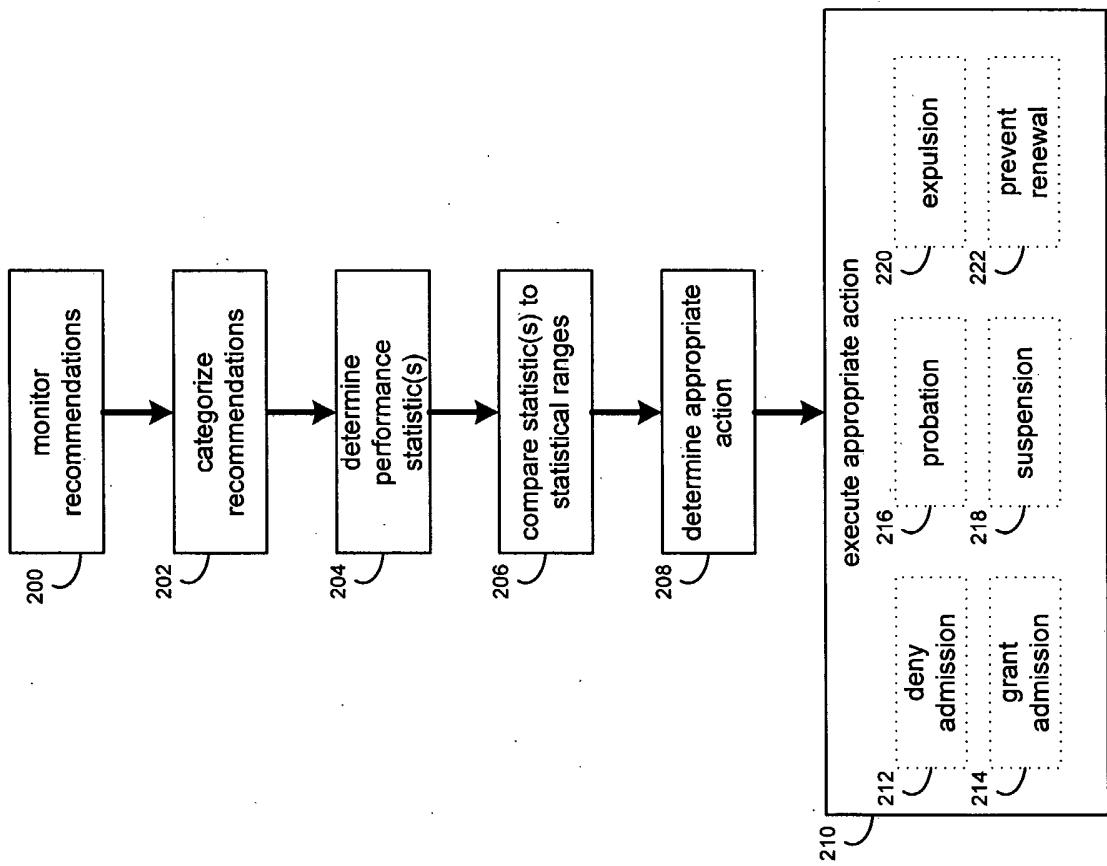 monitor
recommendations
200
categorize
recommendations
202
determine
performance
statistic(s)
204
compare statistic(s) to
statistical ranges
206
determine appropriate
action
208
execute appropriate action
210
deny
admission
212
grant
admission
214
probation
216
suspension
218
expulsion
220
prevent
renewal
222